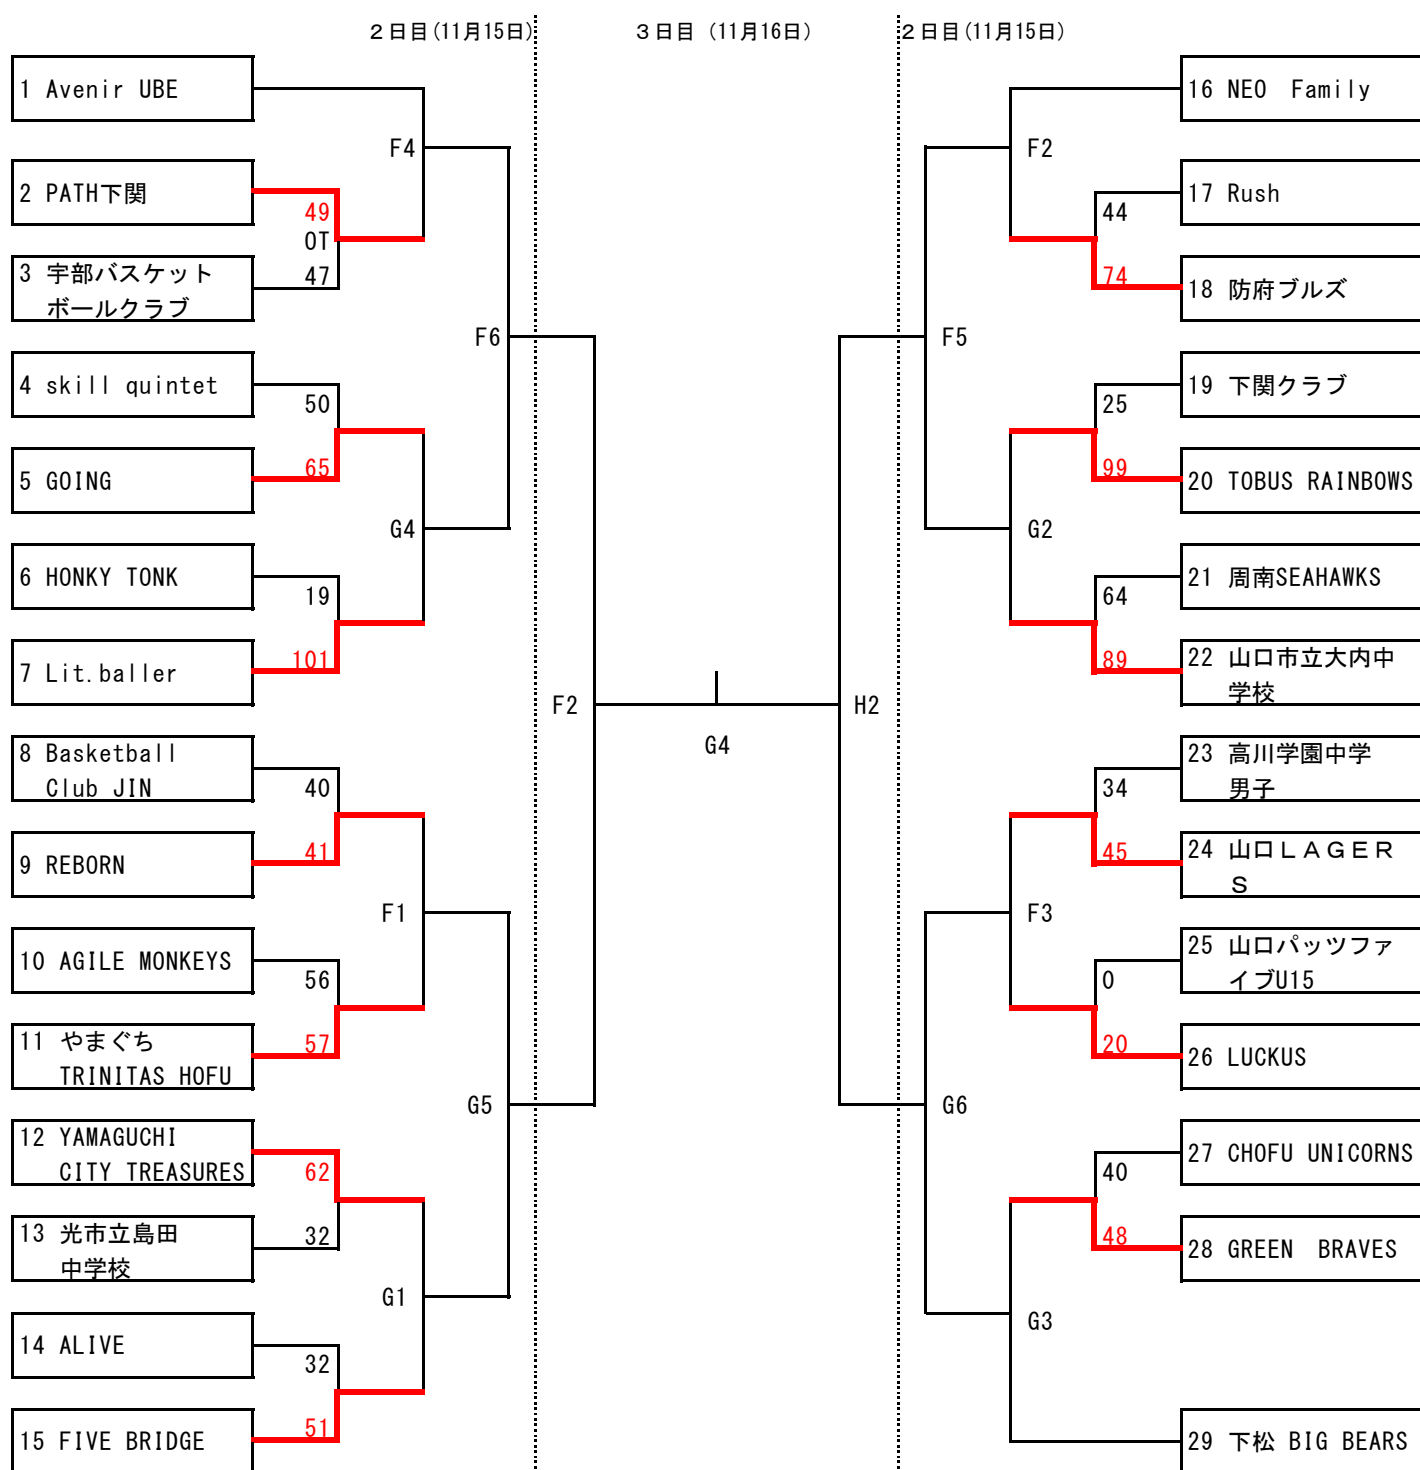 ２日目(11月15日)
３日目 (11月16日)
２日目(11月15日)
1 Avenir UBE
F4
2 PATH下関
49
OT
47
3 宇部バスケット
ボールクラブ
F6
4 skill quintet
50
65
5 GOING
G4
6 HONKY TONK
19
101
7 Lit.baller
F2
8 Basketball
Club JIN
40
41
9 REBORN
F1
10 AGILE MONKEYS
56
57
11 やまぐち
TRINITAS HOFU
G5
12 YAMAGUCHI
CITY TREASURES
62
32
13 光市立島田
中学校
G1
14 ALIVE
32
51
15 FIVE BRIDGE
G4
H2
16 NEO　Family
F2
17 Rush
44
74
18 防府ブルズ
F5
19 下関クラブ
25
99
20 TOBUS RAINBOWS
G2
21 周南SEAHAWKS
64
89
22 山口市立大内中
学校
23 高川学園中学
男子
34
45
24 山口ＬＡＧＥＲ
Ｓ
F3
25 山口パッツファ
イブU15
0
20
26 LUCKUS
G6
27 CHOFU UNICORNS
40
48
28 GREEN　BRAVES
G3
29 下松 BIG BEARS